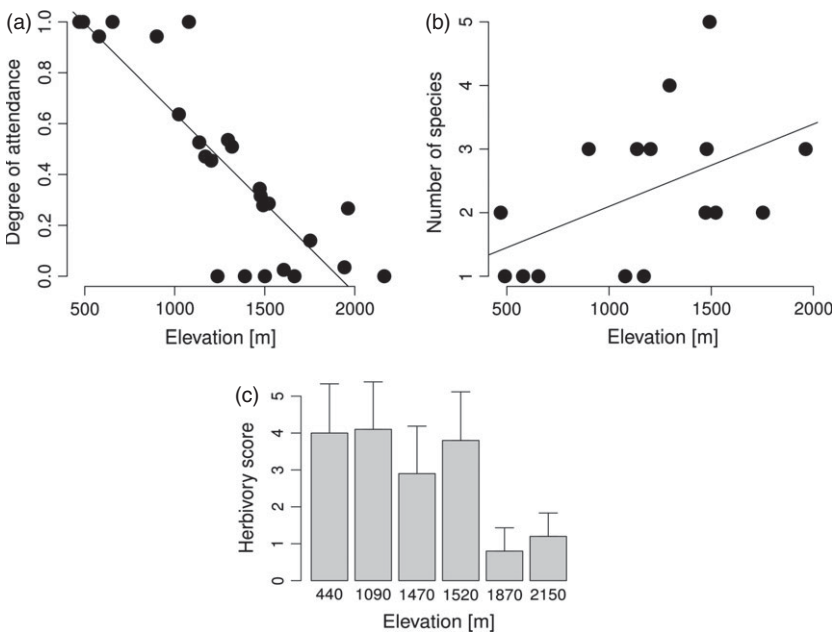 (a)
Degree of attendance
1.0
0.8
0.6
0.4
0.2
0.0
500 1000 1500 2000
Elevation [m]
(b)
Number of species
5
4
3
2
1
500 1000 1500 2000
Elevation [m]
(c)
Herbivory score
5
4
3
2
1
0
440 1090 1470 1520 1870 2150
Elevation [m]